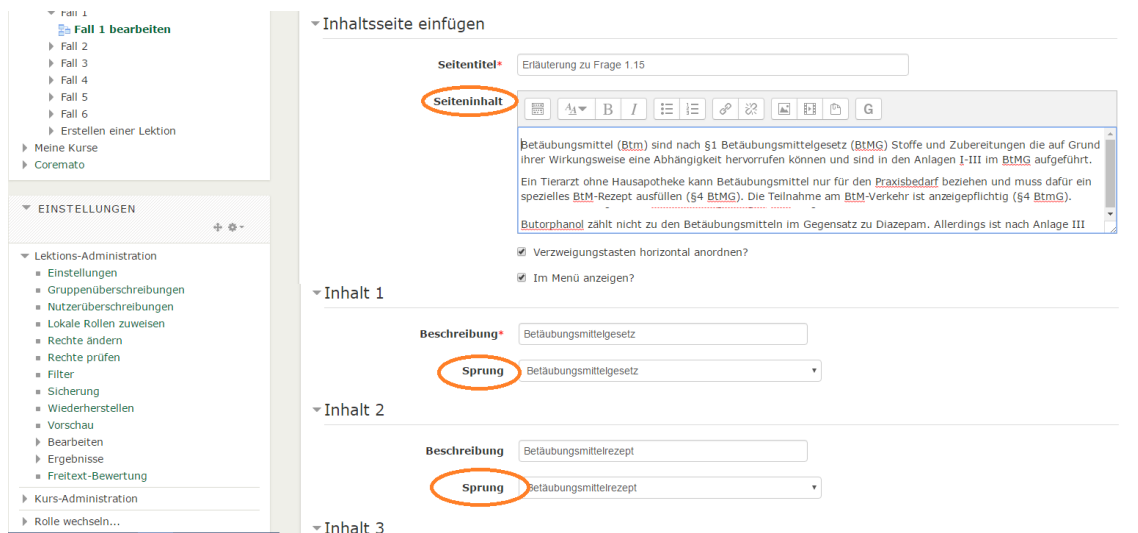 Fall 1
Fall 1 bearbeiten
Fall 2
Fall 3
Fall 4
Fall 5
Fall 6
Erstellen einer Lektion
Meine Kurse
Coremato
EINSTELLUNGEN
Lektions-Administration
Einstellungen
Gruppenüberschreibungen
Nutzerüberschreibungen
Lokale Rollen zuweisen
Rechte ändern
Rechte prüfen
Filter
Sicherung
Wiederherstellen
Vorschau
Bearbeiten
Ergebnisse
Freitext-Bewertung
Kurs-Administration
Rolle wechseln...
Inhaltsseite einfügen
Seitentitel* Erläuterung zu Frage 1.15
Seiteninhalt
B I G
Betäubungsmittel (Btm) sind nach §1 Betäubungsmittelgesetz (BtMG) Stoffe und Zubereitungen die auf Grund
ihrer Wirkungsweise eine Abhängigkeit hervorrufen können und sind in den Anlagen I-III im BtMG aufgeführt.
Ein Tierarzt ohne Hausapotheke kann Betäubungsmittel nur für den Praxisbedarf beziehen und muss dafür ein
spezielles BtM-Rezept ausfüllen (§4 BtMG). Die Teilnahme am BtM-Verkehr ist anzeigepflichtig (§4 BtmG).
Butorphanol zählt nicht zu den Betäubungsmitteln im Gegensatz zu Diazepam. Allerdings ist nach Anlage III
Verzweigungstasten horizontal anordnen?
Im Menü anzeigen?
Inhalt 1
Beschreibung* Betäubungsmittelgesetz
Sprung Betäubungsmittelgesetz
Inhalt 2
Beschreibung Betäubungsmittelrezept
Sprung Betäubungsmittelrezept
Inhalt 3